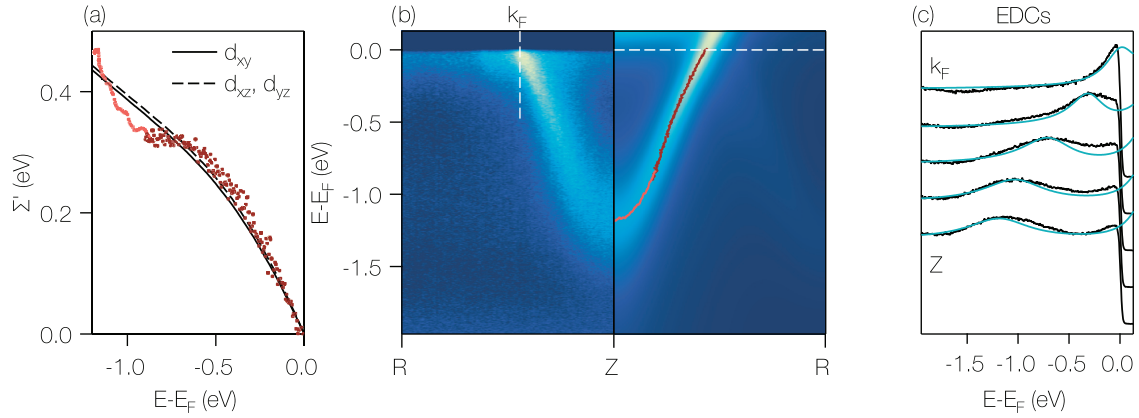 (a)
d_xy
d_xz, d_yz
Σ' (eV)
0.4
0.2
0.0
-1.0 -0.5 0.0
E-E_F (eV)
(b)
k_F
E-E_F (eV)
0.0
-0.5
-1.0
-1.5
R Z R
(c) EDCs
k_F
Z
-1.5 -1.0 -0.5 0.0
E-E_F (eV)